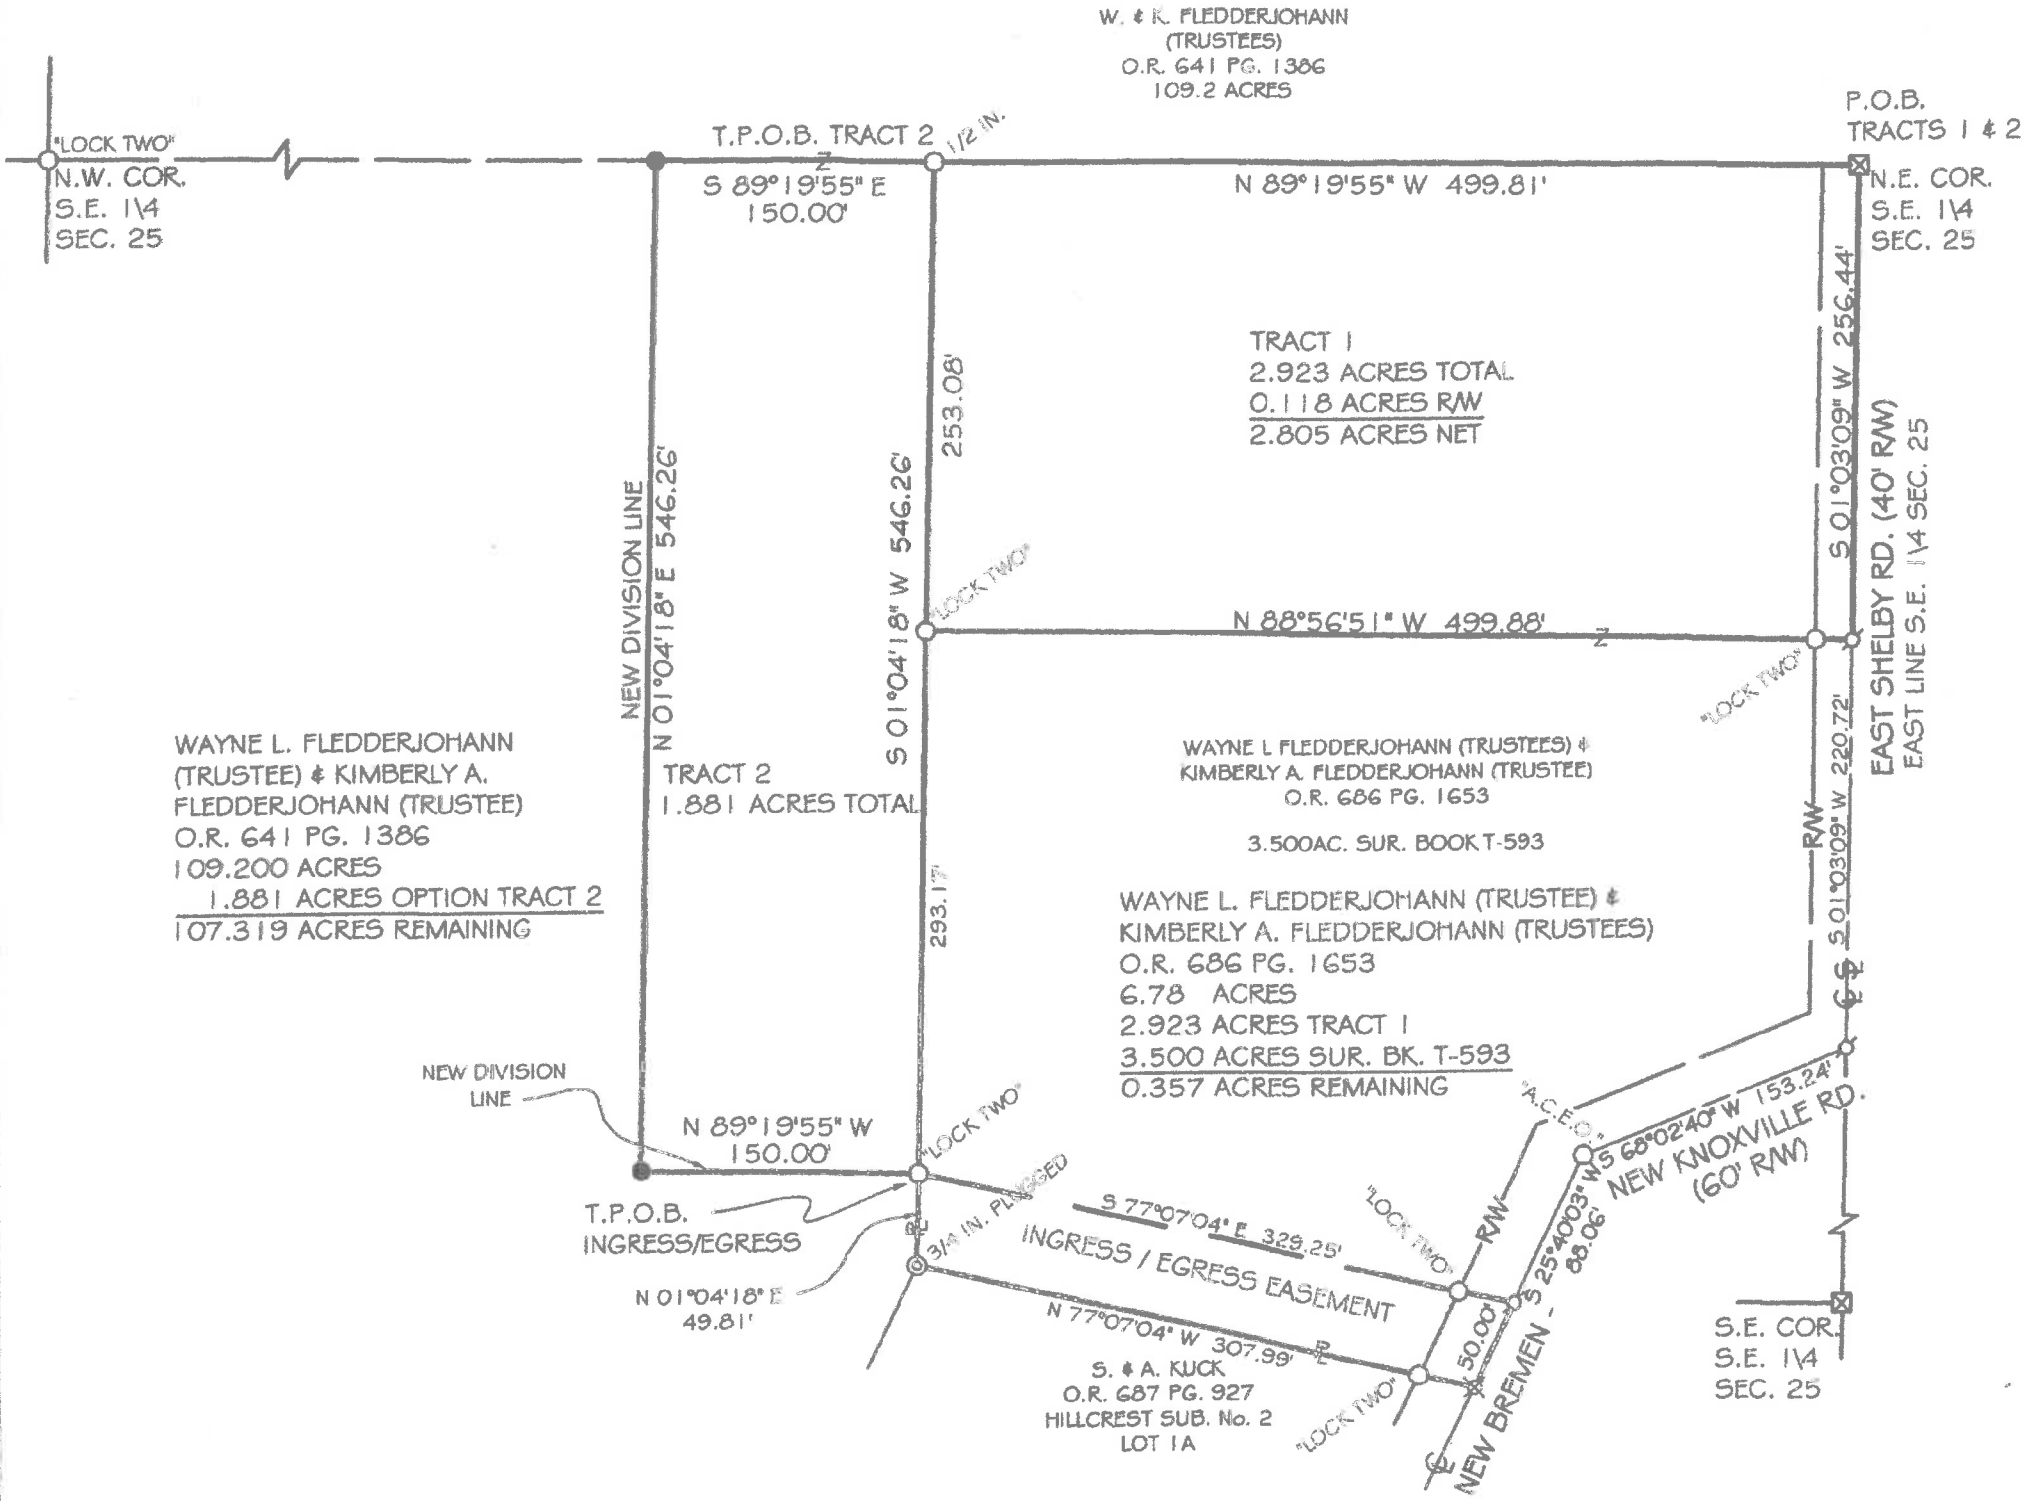 W. & K. FLEDDERJOHANN
(TRUSTEES)
O.R. 641 PG. 1386
109.2 ACRES
P.O.B.
TRACTS 1 & 2
"LOCK TWO"
N.W. COR.
S.E. 1\4
SEC. 25
T.P.O.B. TRACT 2
1/2 IN.
S 89°19'55" E
150.00'
N 89°19'55" W 499.81'
N.E. COR.
S.E. 1\4
SEC. 25
S 01°03'09" W 256.44'
TRACT 1
2.923 ACRES TOTAL
0.118 ACRES R/W
2.805 ACRES NET
253.08'
NEW DIVISION LINE
N 01°04'18" E 546.26'
S 01°04'18" W 546.26'
"LOCK TWO"
N 88°56'51" W 499.88'
"LOCK TWO"
EAST SHELBY RD. (40' R/W)
EAST LINE S.E. 1\4 SEC. 25
WAYNE L. FLEDDERJOHANN
(TRUSTEE) & KIMBERLY A.
FLEDDERJOHANN (TRUSTEE)
O.R. 641 PG. 1386
109.200 ACRES
1.881 ACRES OPTION TRACT 2
107.319 ACRES REMAINING
TRACT 2
1.881 ACRES TOTAL
293.17'
WAYNE L FLEDDERJOHANN (TRUSTEES) &
KIMBERLY A. FLEDDERJOHANN (TRUSTEE)
O.R. 686 PG. 1653
3.500AC. SUR. BOOK T-593
R/W
S 01°03'09" W 220.72'
WAYNE L. FLEDDERJOHANN (TRUSTEE) &
KIMBERLY A. FLEDDERJOHANN (TRUSTEES)
O.R. 686 PG. 1653
6.78 ACRES
2.923 ACRES TRACT 1
3.500 ACRES SUR. BK. T-593
0.357 ACRES REMAINING
NEW DIVISION
LINE
N 89°19'55" W
150.00'
"LOCK TWO"
"A.C.E.O."
S 68°02'40" W 153.24'
NEW KNOXVILLE RD.
(60' R/W)
T.P.O.B.
INGRESS/EGRESS
3/4 IN. PLUGGED
S 77°07'04" E 329.25'
INGRESS / EGRESS EASEMENT
"LOCK TWO"
R/W
S 25°40'03" W
88.06'
N 01°04'18" E
49.81'
N 77°07'04" W 307.99'
50.00'
NEW BREMEN -
S. & A. KUCK
O.R. 687 PG. 927
HILLCREST SUB. No. 2
LOT 1A
"LOCK TWO"
S.E. COR.
S.E. 1\4
SEC. 25